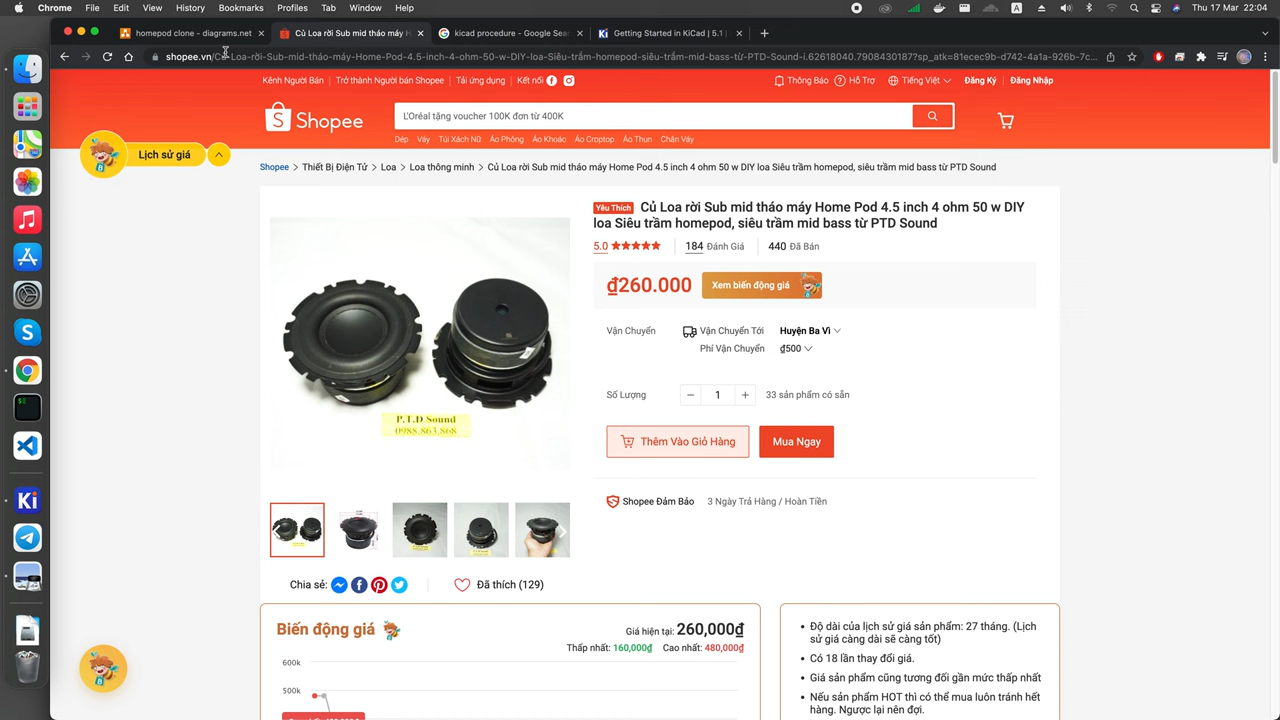 Chrome File Edit View History Bookmarks Profiles Tab Window Help
A
Thu 17 Mar 22:04
homepod clone - diagrams.net
Củ Loa rời Sub mid tháo máy H
kicad procedure - Google Sear
Getting Started in KiCad | 5.1 |
shopee.vn/Củ-Loa-rời-Sub-mid-tháo-máy-Home-Pod-4.5-inch-4-ohm-50-w-DIY-loa-Siêu-trầm-homepod-siêu-trầm-mid-bass-từ-PTD-Sound-i.62618040.7908430187?sp_atk=81ecec9b-d742-4a1a-926b-7c...
Kênh Người Bán | Trở thành Người bán Shopee | Tải ứng dụng | Kết nối
Thông Báo Hỗ Trợ Tiếng Việt Đăng Ký Đăng Nhập
Shopee
L'Oréal tặng voucher 100K đơn từ 400K
Dép Váy Túi Xách Nữ Áo Phông Áo Khoác Áo Croptop Áo Thun Chân Váy
Lịch sử giá
Shopee > Thiết Bị Điện Tử > Loa > Loa thông minh > Củ Loa rời Sub mid tháo máy Home Pod 4.5 inch 4 ohm 50 w DIY loa Siêu trầm homepod, siêu trầm mid bass từ PTD Sound
Yêu Thích Củ Loa rời Sub mid tháo máy Home Pod 4.5 inch 4 ohm 50 w DIY
loa Siêu trầm homepod, siêu trầm mid bass từ PTD Sound
5.0 184 Đánh Giá 440 Đã Bán
₫260.000 Xem biến động giá
Vận Chuyển Vận Chuyển Tới Huyện Ba Vì
Phí Vận Chuyển ₫500
Số Lượng 1 33 sản phẩm có sẵn
P.T.D Sound
0988.863.868
Thêm Vào Giỏ Hàng Mua Ngay
Shopee Đảm Bảo 3 Ngày Trả Hàng / Hoàn Tiền
Chia sẻ: Đã thích (129)
Biến động giá
Giá hiện tại: 260,000₫
Thấp nhất: 160,000₫ Cao nhất: 480,000₫
600k
500k
Độ dài của lịch sử giá sản phẩm: 27 tháng. (Lịch
sử giá càng dài sẽ càng tốt)
Có 18 lần thay đổi giá.
Giá sản phẩm cũng tương đối gần mức thấp nhất
Nếu sản phẩm HOT thì có thể mua luôn tránh hết
hàng. Ngược lại nên đợi.